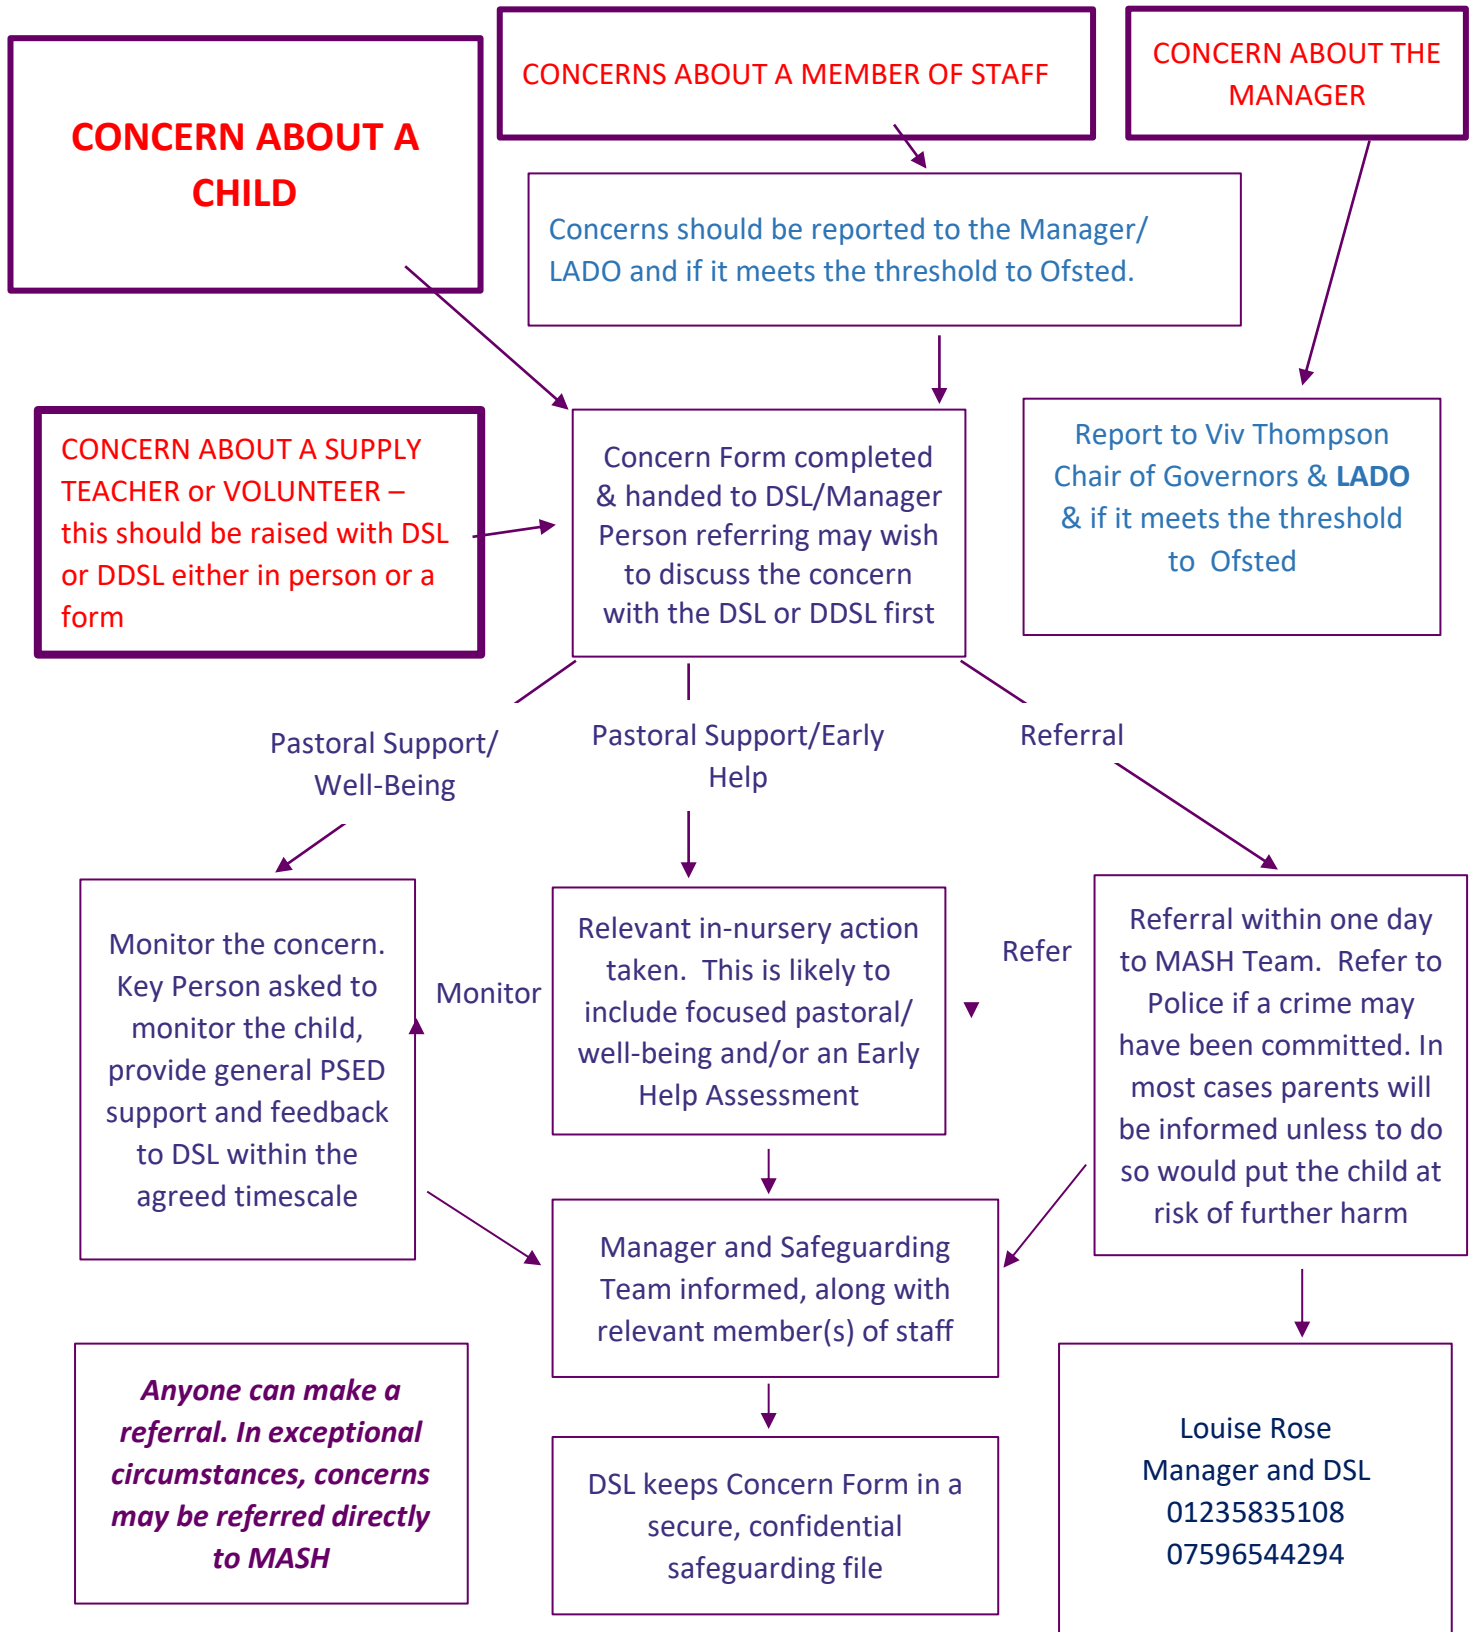 CONCERN ABOUT A
CHILD
CONCERNS ABOUT A MEMBER OF STAFF
CONCERN ABOUT THE
MANAGER
Concerns should be reported to the Manager/
LADO and if it meets the threshold to Ofsted.
CONCERN ABOUT A SUPPLY
TEACHER or VOLUNTEER –
this should be raised with DSL
or DDSL either in person or a
form
Concern Form completed
& handed to DSL/Manager
Person referring may wish
to discuss the concern
with the DSL or DDSL first
Report to Viv Thompson
Chair of Governors & LADO
& if it meets the threshold
to  Ofsted
Pastoral Support/
Well-Being
Pastoral Support/Early
Help
Referral
Monitor the concern.
Key Person asked to
monitor the child,
provide general PSED
support and feedback
to DSL within the
agreed timescale
Monitor
Relevant in-nursery action
taken.  This is likely to
include focused pastoral/
well-being and/or an Early
Help Assessment
Refer
Referral within one day
to MASH Team.  Refer to
Police if a crime may
have been committed. In
most cases parents will
be informed unless to do
so would put the child at
risk of further harm
Manager and Safeguarding
Team informed, along with
relevant member(s) of staff
Anyone can make a
referral. In exceptional
circumstances, concerns
may be referred directly
to MASH
DSL keeps Concern Form in a
secure, confidential
safeguarding file
Louise Rose
Manager and DSL
01235835108
07596544294